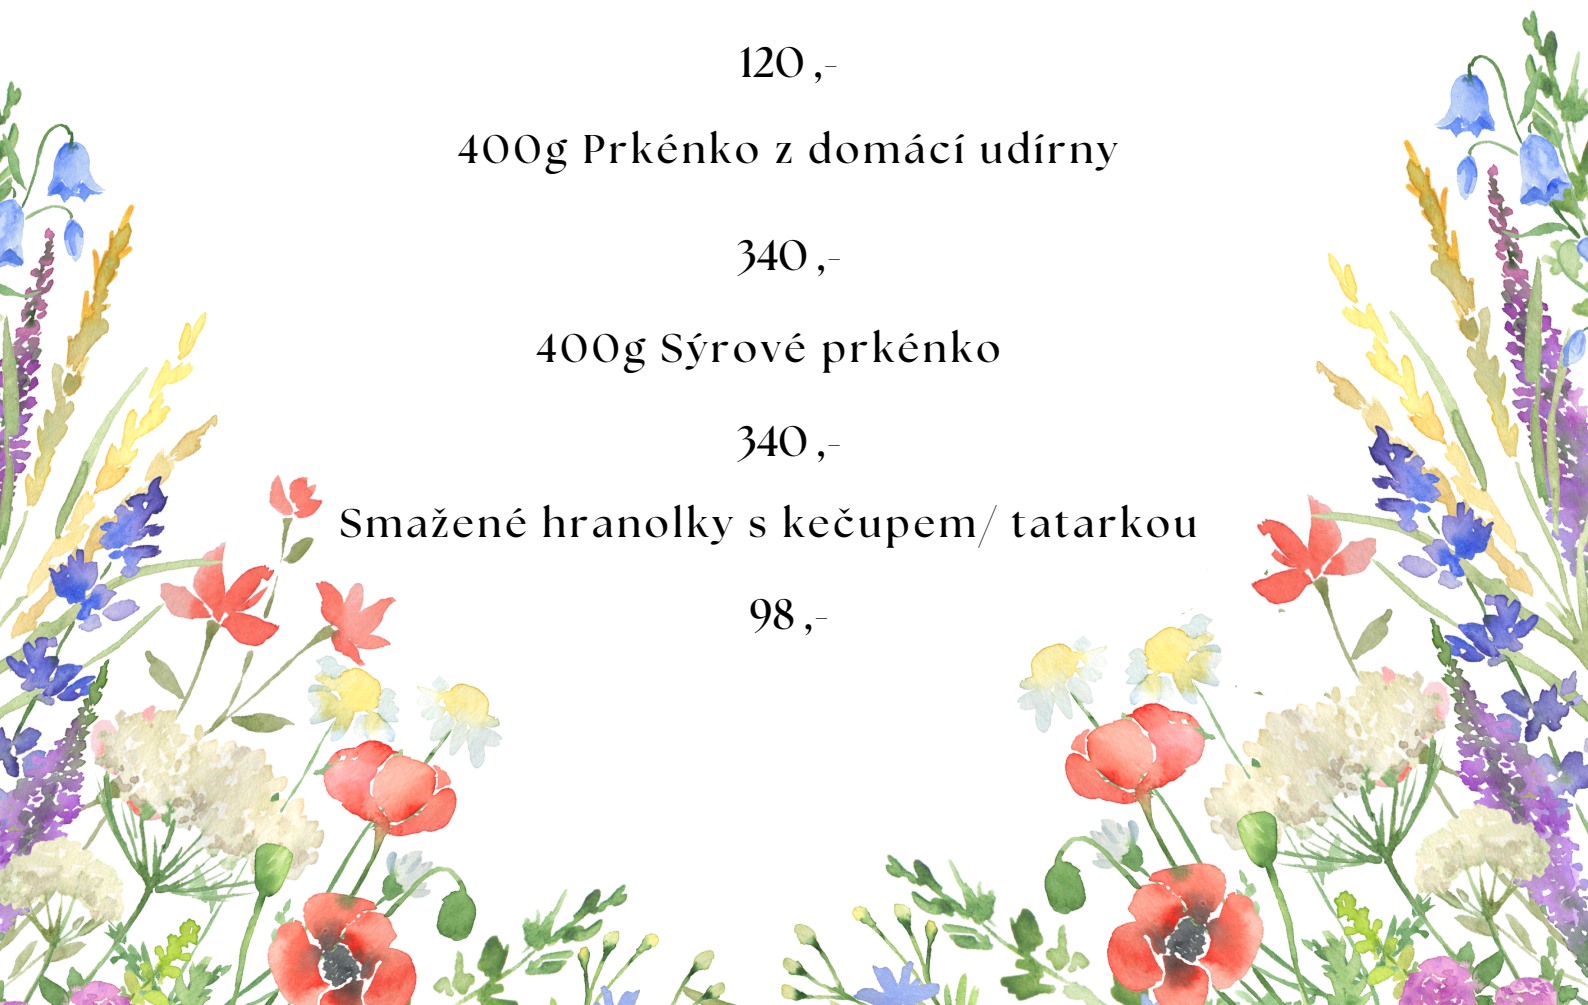 120 ,-
400g Prkénko z domácí udírny
340 ,-
400g Sýrové prkénko
340 ,-
Smažené hranolky s kečupem/ tatarkou
98 ,-